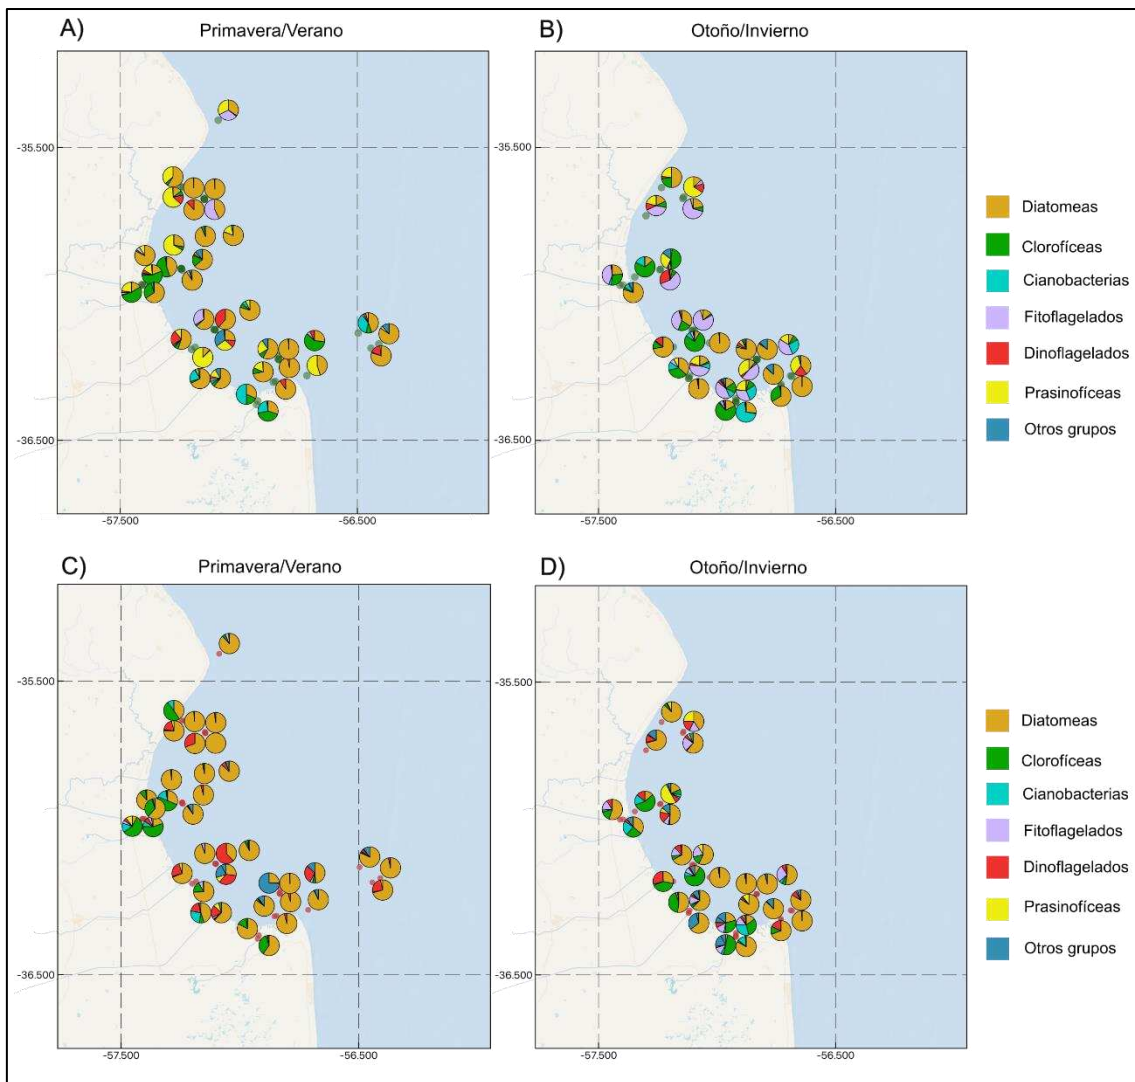 A)
Primavera/Verano
B)
Otoño/Invierno
-35.500
-35.500
-36.500
-36.500
-57.500
-56.500
-57.500
-56.500
Diatomeas
Clorofíceas
Cianobacterias
Fitoflagelados
Dinoflagelados
Prasinofíceas
Otros grupos
C)
Primavera/Verano
D)
Otoño/Invierno
-35.500
-35.500
-36.500
-36.500
-57.500
-56.500
-57.500
-56.500
Diatomeas
Clorofíceas
Cianobacterias
Fitoflagelados
Dinoflagelados
Prasinofíceas
Otros grupos